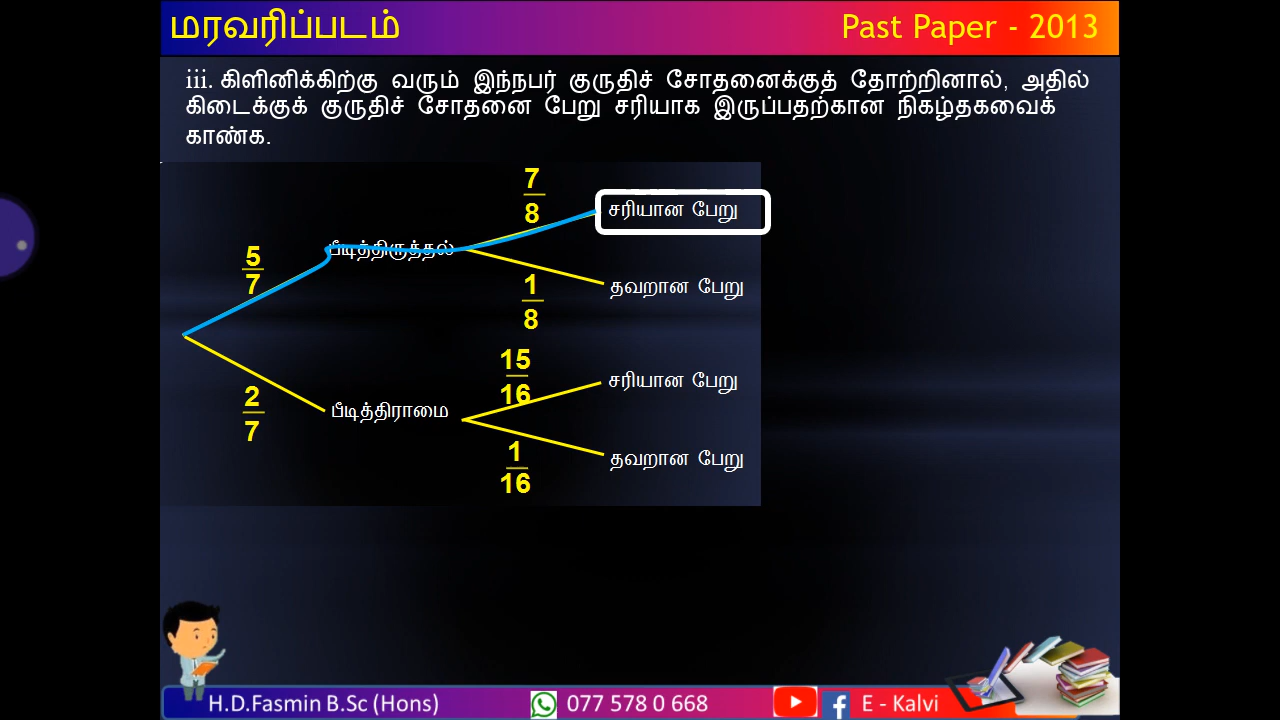 மரவரிப்படம்
Past Paper - 2013
iii. கிளினிக்கிற்கு வரும் இந்நபர் குருதிச் சோதனைக்குத் தோற்றினால், அதில்
கிடைக்குக் குருதிச் சோதனை பேறு சரியாக இருப்பதற்கான நிகழ்தகவைக்
காண்க.
7
8
சரியான பேறு
பீடித்திருத்தல்
5
7
1
8
தவறான பேறு
15
16
சரியான பேறு
2
7
பீடித்திராமை
1
16
தவறான பேறு
H.D.Fasmin B.Sc (Hons)
077 578 0 668
E - Kalvi